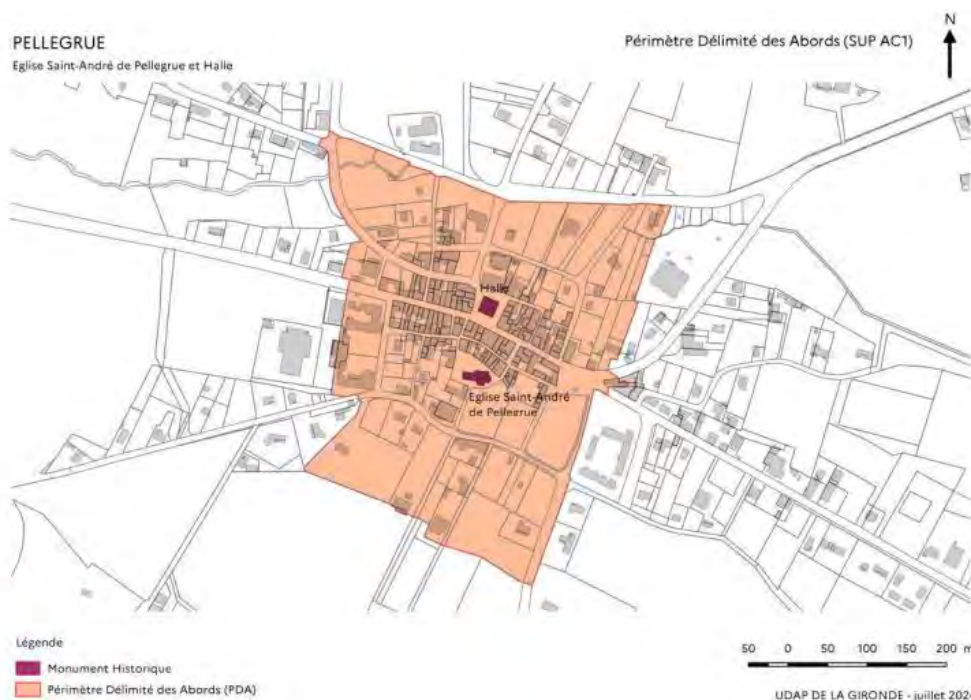 PELLEGRUE
Eglise Saint-André de Pellegrue et Halle
Périmètre Délimité des Abords (SUP AC1)
N
Halle
Eglise Saint-André
de Pellegrue
Légende
Monument Historique
Périmètre Délimité des Abords (PDA)
50 0 50 100 150 200 m
UDAP DE LA GIRONDE - juillet 2024